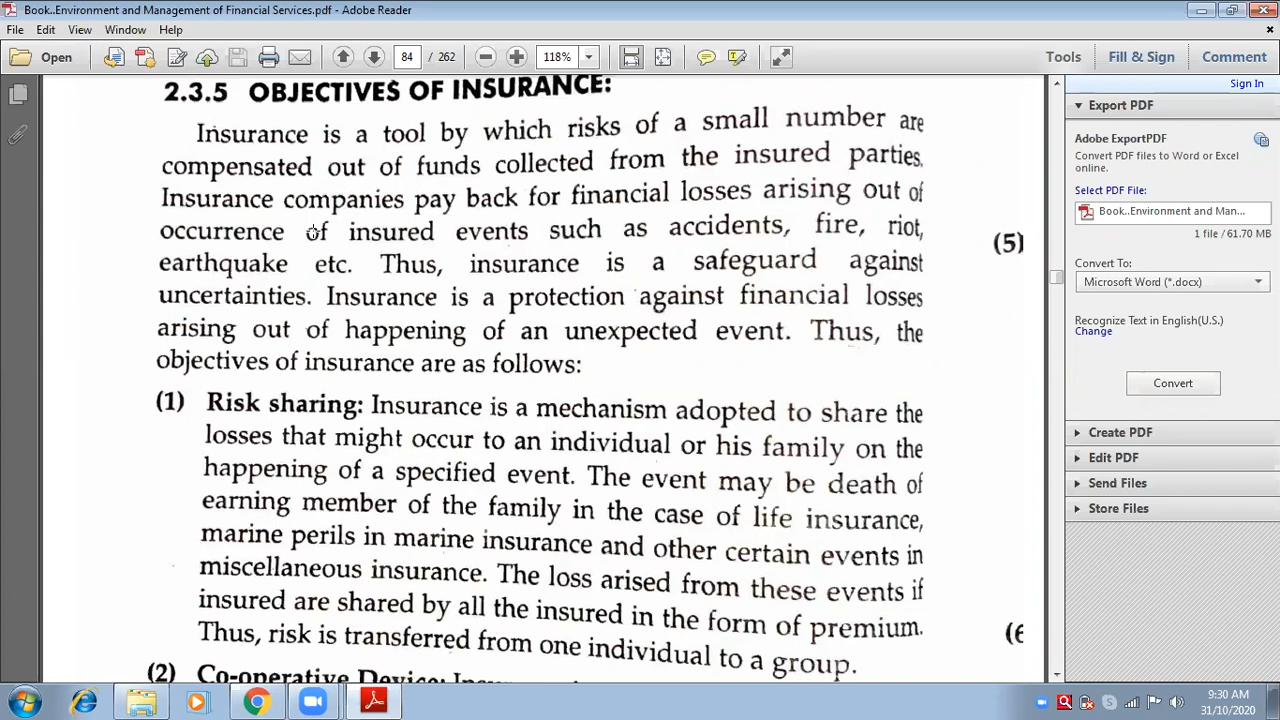 Book..Environment and Management of Financial Services.pdf - Adobe Reader
File Edit View Window Help
Open 84 / 262 118% Tools Fill & Sign Comment
Sign In
Export PDF
Adobe ExportPDF
Convert PDF files to Word or Excel online.
Select PDF File:
Book..Environment and Man...
1 file / 61.70 MB
Convert To:
Microsoft Word (*.docx)
Recognize Text in English(U.S.)
Change
Convert
Create PDF
Edit PDF
Send Files
Store Files
2.3.5 OBJECTIVES OF INSURANCE:
Insurance is a tool by which risks of a small number are
compensated out of funds collected from the insured parties.
Insurance companies pay back for financial losses arising out of
occurrence of insured events such as accidents, fire, riot,
earthquake etc. Thus, insurance is a safeguard against
uncertainties. Insurance is a protection against financial losses
arising out of happening of an unexpected event. Thus, the
objectives of insurance are as follows:
(1) Risk sharing: Insurance is a mechanism adopted to share the
losses that might occur to an individual or his family on the
happening of a specified event. The event may be death of
earning member of the family in the case of life insurance,
marine perils in marine insurance and other certain events in
miscellaneous insurance. The loss arised from these events if
insured are shared by all the insured in the form of premium.
Thus, risk is transferred from one individual to a group.
(2) Co-operative Device:
(5)
(6
9:30 AM
31/10/2020